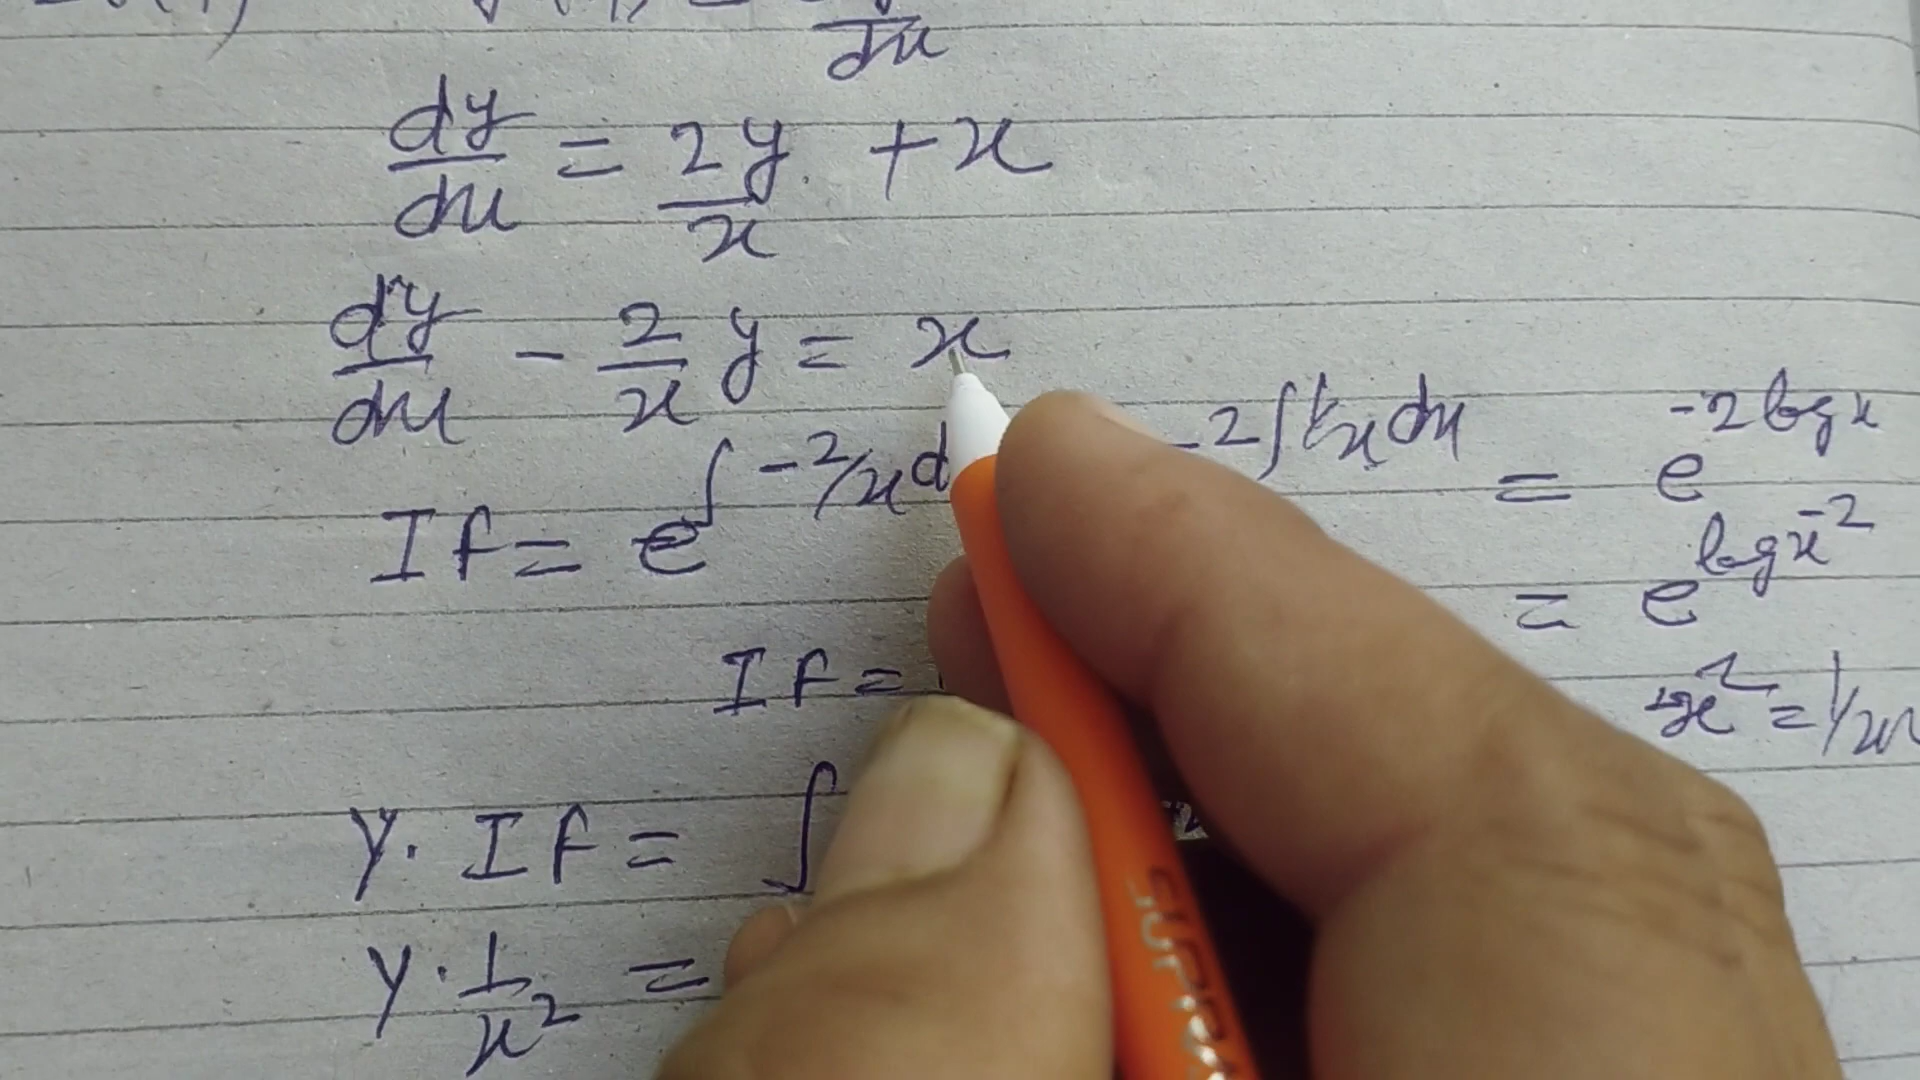 dx
dy/dx = 2y/x + x
dy/dx - 2/x y = x
If = e^∫ -2/x d -2∫1/x dx = e^-2 log x
= e^log x^-2
If = x^-2 = 1/x²
y. If = ∫
y. 1/x² =
SUPR